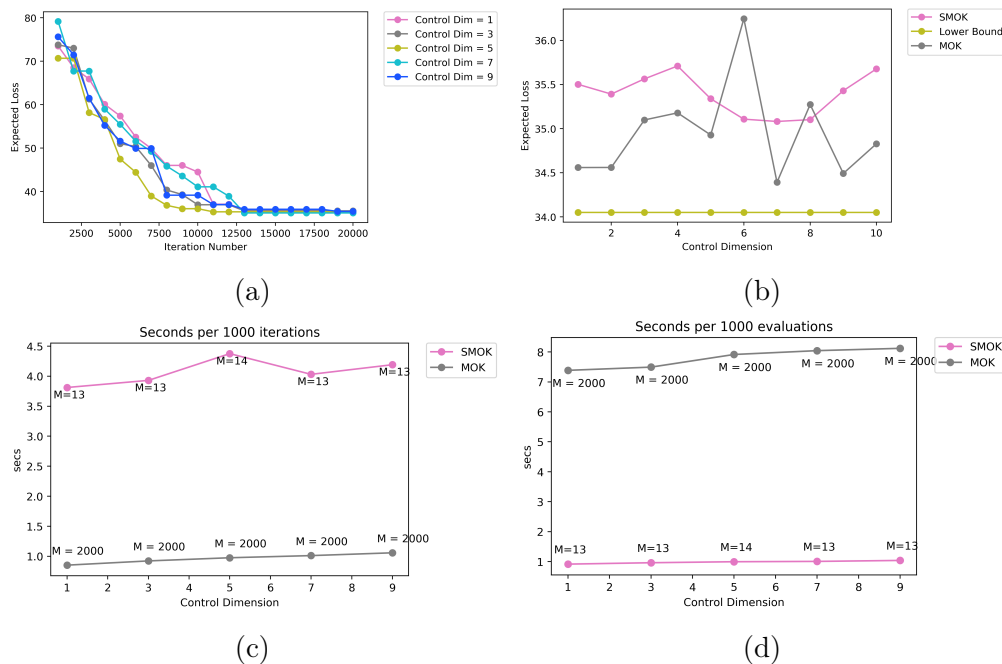 80
70
60
50
40
Expected Loss
2500 5000 7500 10000 12500 15000 17500 20000
Iteration Number
Control Dim = 1
Control Dim = 3
Control Dim = 5
Control Dim = 7
Control Dim = 9
(a)
36.0
35.5
35.0
34.5
34.0
Expected Loss
2 4 6 8 10
Control Dimension
SMOK
Lower Bound
MOK
(b)
Seconds per 1000 iterations
4.5
4.0
3.5
3.0
2.5
2.0
1.5
1.0
secs
M=13 M=13 M=14 M=13 M=13
M = 2000 M = 2000 M = 2000 M = 2000 M = 2000
1 2 3 4 5 6 7 8 9
Control Dimension
SMOK
MOK
(c)
Seconds per 1000 evaluations
8
7
6
5
4
3
2
1
secs
M = 2000 M = 2000 M = 2000 M = 2000 M = 2000
M=13 M=13 M=14 M=13 M=13
1 2 3 4 5 6 7 8 9
Control Dimension
SMOK
MOK
(d)